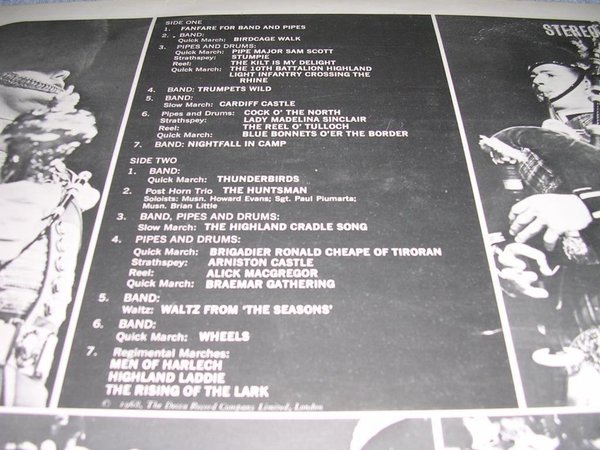 STEREO
SIDE ONE
1. FANFARE FOR BAND AND PIPES
2. BAND:
Quick March: BIRDCAGE WALK
3. PIPES AND DRUMS:
Quick March: PIPE MAJOR SAM SCOTT
Strathspey: STUMPIE
Reel: THE KILT IS MY DELIGHT
Quick March: THE 10TH BATTALION HIGHLAND
LIGHT INFANTRY CROSSING THE
RHINE
4. BAND: TRUMPETS WILD
5. BAND:
Slow March: CARDIFF CASTLE
6. Pipes and Drums: COCK O' THE NORTH
Strathspey: LADY MADELINA SINCLAIR
Reel: THE REEL O' TULLOCH
Quick March: BLUE BONNETS O'ER THE BORDER
7. BAND: NIGHTFALL IN CAMP
SIDE TWO
1. BAND:
Quick March: THUNDERBIRDS
2. Post Horn Trio THE HUNTSMAN
Soloists: Musn. Howard Evans; Sgt. Paul Plumarta;
Musn. Brian Little
3. BAND, PIPES AND DRUMS:
Slow March: THE HIGHLAND CRADLE SONG
4. PIPES AND DRUMS:
Quick March: BRIGADIER RONALD CHEAPE OF TIRORAN
Strathspey: ARNISTON CASTLE
Reel: ALICK MACGREGOR
Quick March: BRAEMAR GATHERING
5. BAND:
Waltz: WALTZ FROM 'THE SEASONS'
6. BAND:
Quick March: WHEELS
7. Regimental Marches:
MEN OF HARLECH
HIGHLAND LADDIE
THE RISING OF THE LARK
© 1968, The Decca Record Company Limited, London